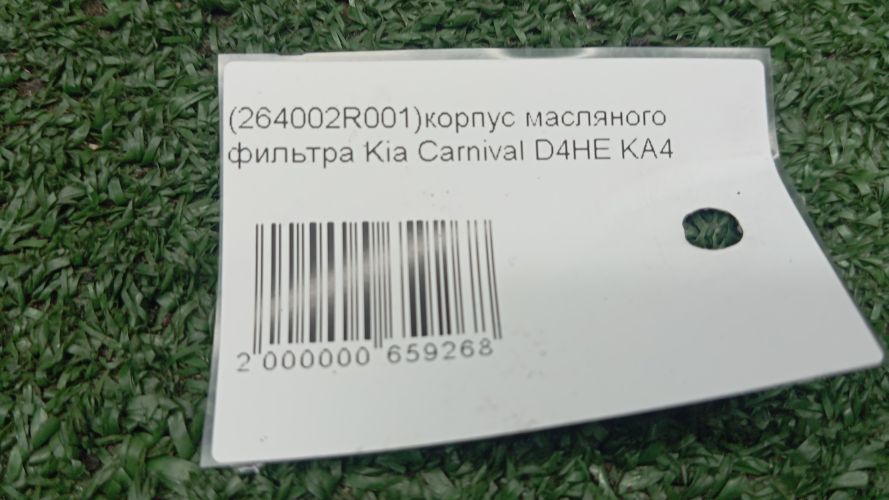 (264002R001)корпус масляного
фильтра Kia Carnival D4HE KA4
2 000000 659268